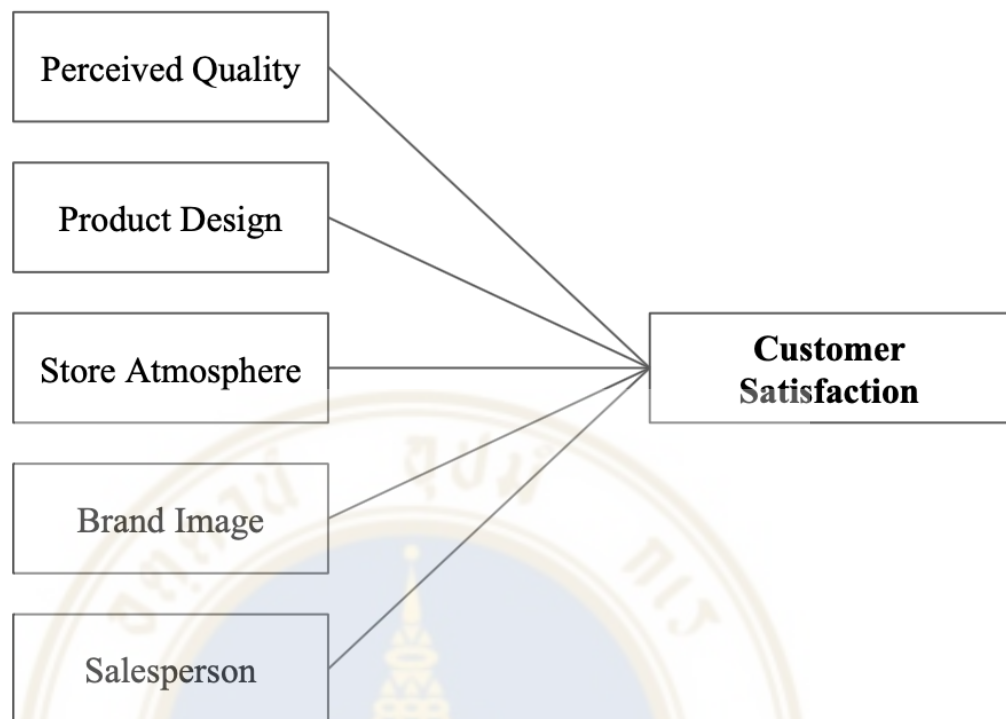 Perceived Quality
Product Design
Store Atmosphere
Customer
Satisfaction
Brand Image
Salesperson